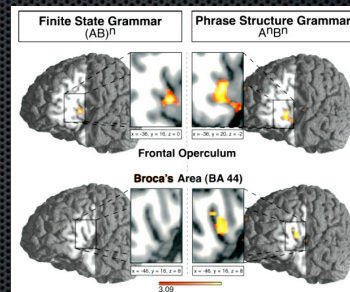 Finite State Grammar
(AB)ⁿ
Phrase Structure Grammar
AⁿBⁿ
x = -36, y = 16, z = 0
x = -36, y = 20, z = -2
Frontal Operculum
Broca's Area (BA 44)
x = -46, y = 16, z = 8
x = -46, y = 16, z = 8
3.09